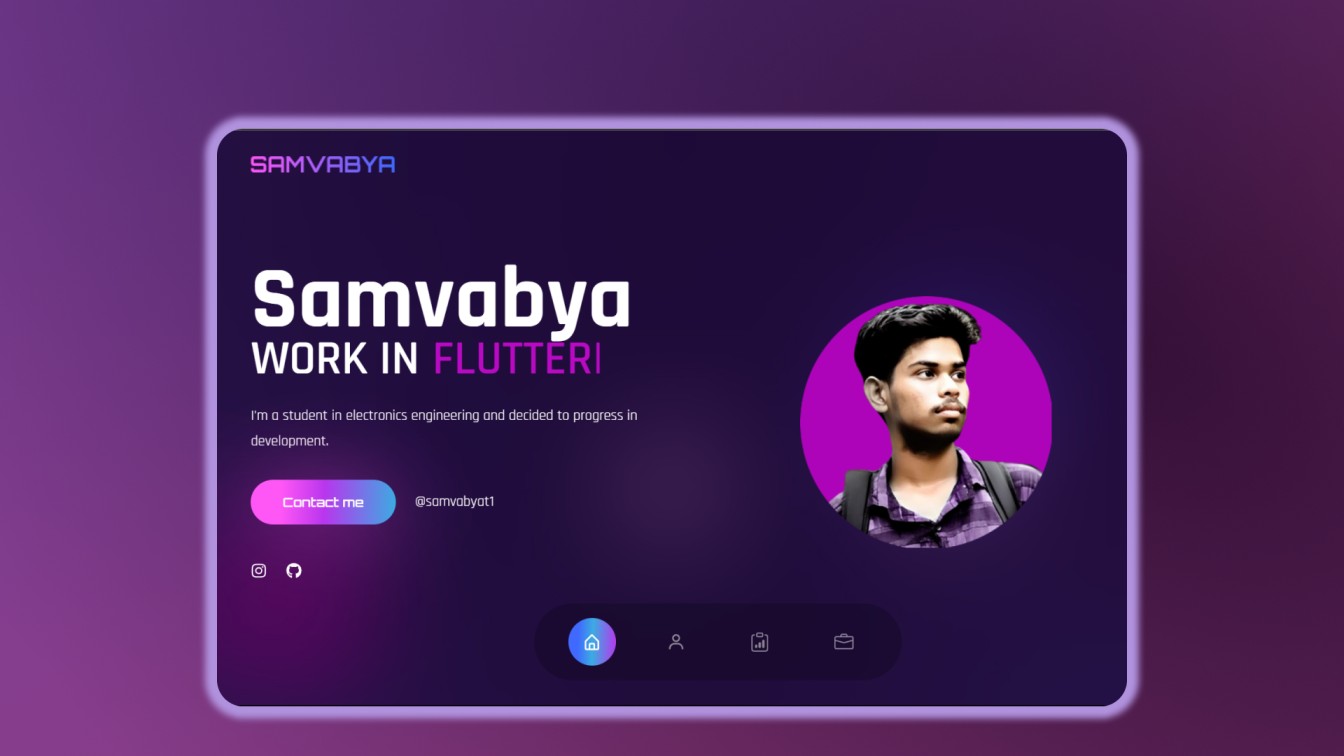 SAMVABYA
Samvabya
WORK IN FLUTTER|
I'm a student in electronics engineering and decided to progress in
development.
Contact me
@samvabyat1